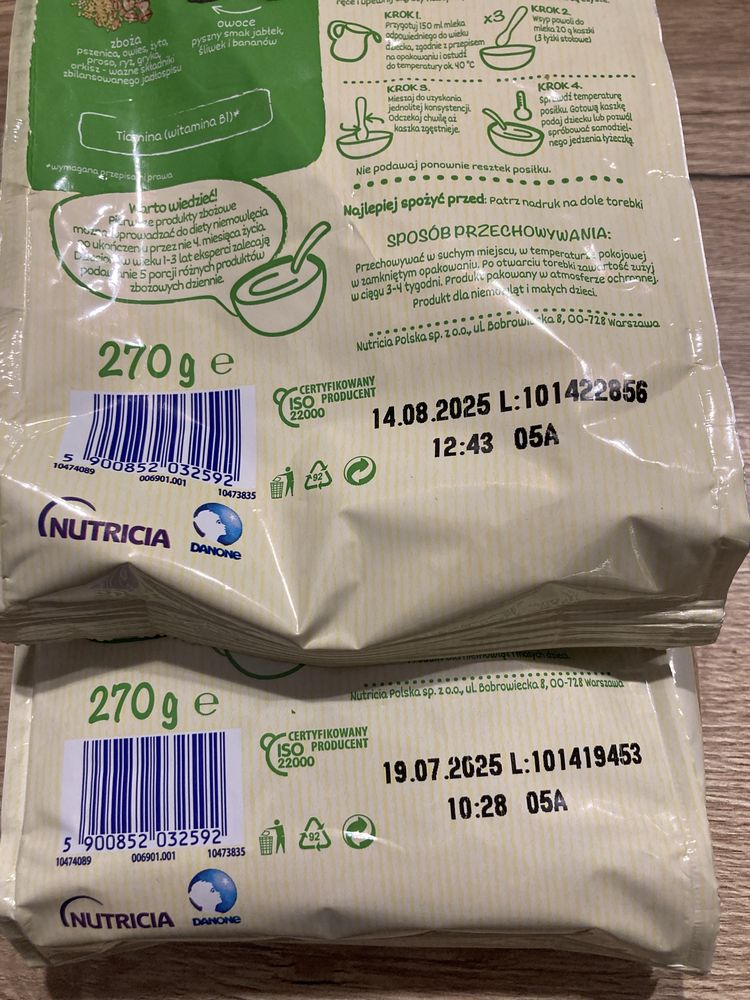 zboża
pszenica, owies, żyto,
proso, ryż, gryka,
orkisz - ważne składniki
zbilansowanego jadłospisu
owoce
pyszny smak jabłek,
śliwek i bananów
Tiamina (witamina B1)*
*wymagana przepisami prawa
KROK 1.
Przygotuj 150 ml mleka
odpowiedniego do wieku
dziecka, zgodnie z przepisem
na opakowaniu i ostudź
do temperatury ok. 40 °C
x3
KROK 2.
Wsyp powoli do
mleka 20 g kaszki
(3 łyżki stołowe)
KROK 3.
Mieszaj do uzyskania
jednolitej konsystencji.
Odczekaj chwilę aż
kaszka zgęstnieje.
KROK 4.
Sprawdź temperaturę
posiłku. Gotową kaszkę
podaj dziecku lub pozwól
spróbować samodziel-
nego jedzenia łyżeczką.
Nie podawaj ponownie resztek posiłku.
Najlepiej spożyć przed: Patrz nadruk na dole torebki
Warto wiedzieć!
Pierwsze produkty zbożowe
można wprowadzać do diety niemowlęcia
po ukończeniu przez nie 4. miesiąca życia.
Dzieciom w wieku 1-3 lat eksperci zalecają
podawanie 5 porcji różnych produktów
zbożowych dziennie.
SPOSÓB PRZECHOWYWANIA:
Przechowywać w suchym miejscu, w temperaturze pokojowej
w zamkniętym opakowaniu. Po otwarciu torebki zawartość zużyj
w ciągu 3-4 tygodni. Produkt pakowany w atmosferze ochronnej.
Produkt dla niemowląt i małych dzieci.
Nutricia Polska sp. z o.o., ul. Bobrowiecka 8, 00-728 Warszawa
270 g e
CERTYFIKOWANY
ISO PRODUCENT
22000
14.08.2025 L:101422856
12:43 05A
5 900852 032592
10474089 006901.001 10473835
92
NUTRICIA
DANONE
Produkt dla niemowląt i małych dzieci.
Nutricia Polska sp. z o.o., ul. Bobrowiecka 8, 00-728 Warszawa
270 g e
CERTYFIKOWANY
ISO PRODUCENT
22000
19.07.2025 L:101419453
10:28 05A
5 900852 032592
10474089 006901.001 10473835
92
NUTRICIA
DANONE